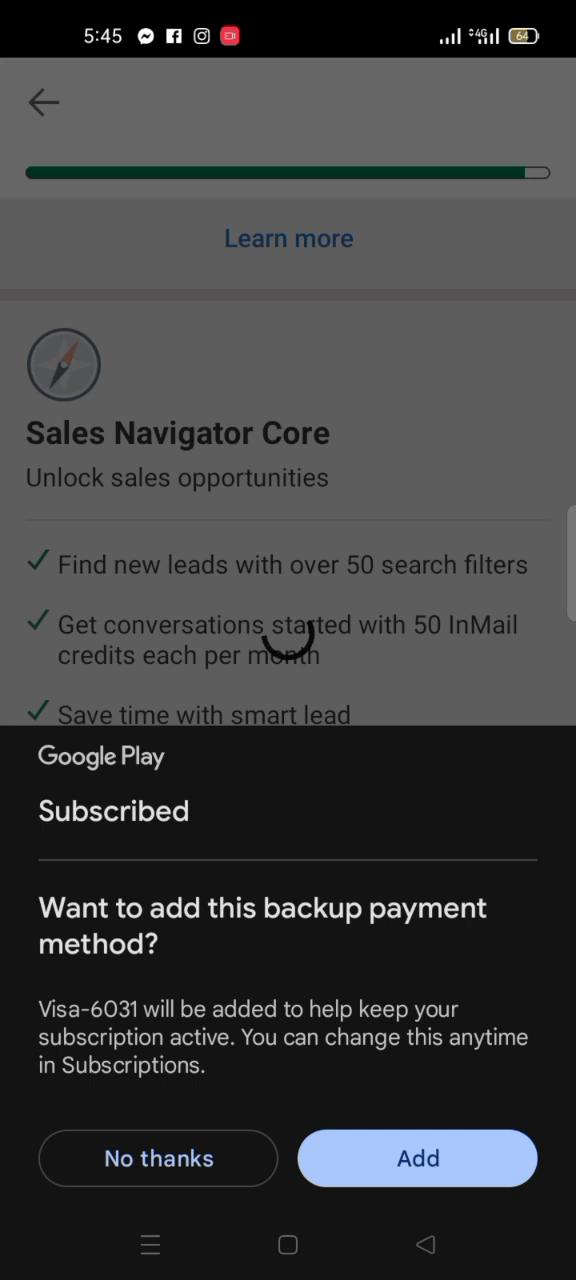 5:45
4G
64
Learn more
Sales Navigator Core
Unlock sales opportunities
Find new leads with over 50 search filters
Get conversations started with 50 InMail
credits each per month
Save time with smart lead
Google Play
Subscribed
Want to add this backup payment
method?
Visa-6031 will be added to help keep your
subscription active. You can change this anytime
in Subscriptions.
No thanks
Add